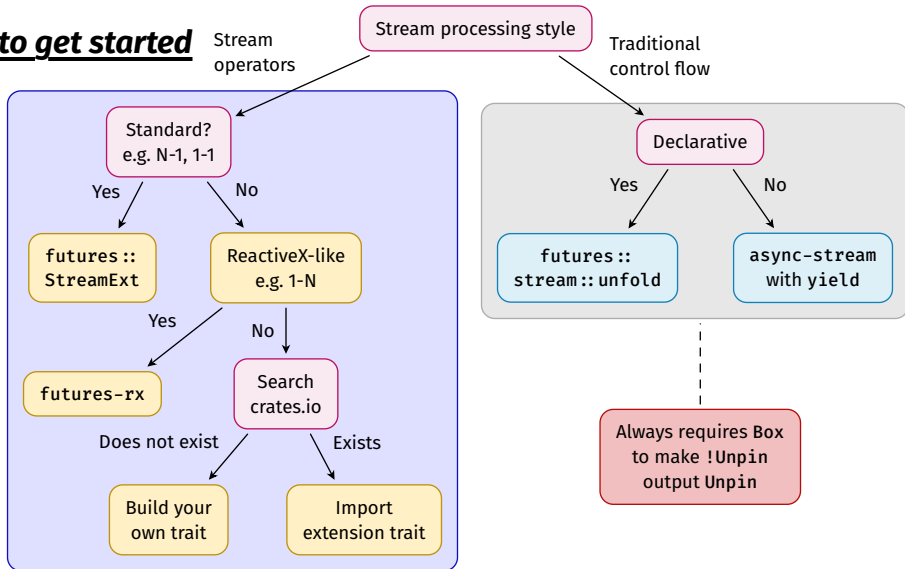 to get started
Stream processing style
Stream
operators
Traditional
control flow
Standard?
e.g. N-1, 1-1
Declarative
Yes
No
Yes
No
futures::
StreamExt
ReactiveX-like
e.g. 1-N
futures::
stream::unfold
async-stream
with yield
Yes
No
futures-rx
Search
crates.io
Does not exist
Exists
Build your
own trait
Import
extension trait
Always requires Box
to make !Unpin
output Unpin